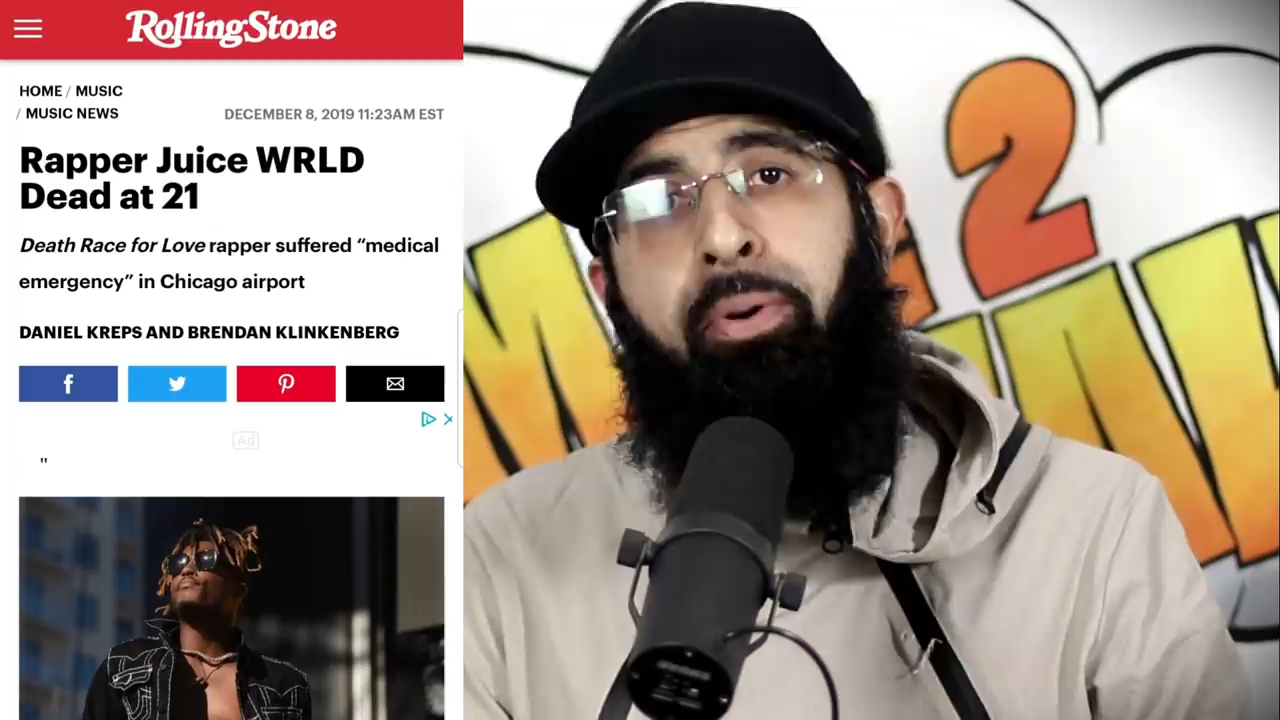 RollingStone
HOME / MUSIC
/ MUSIC NEWS
DECEMBER 8, 2019 11:23AM EST
Rapper Juice WRLD
Dead at 21
Death Race for Love rapper suffered “medical
emergency” in Chicago airport
DANIEL KREPS AND BRENDAN KLINKENBERG
f
Ad
"
2